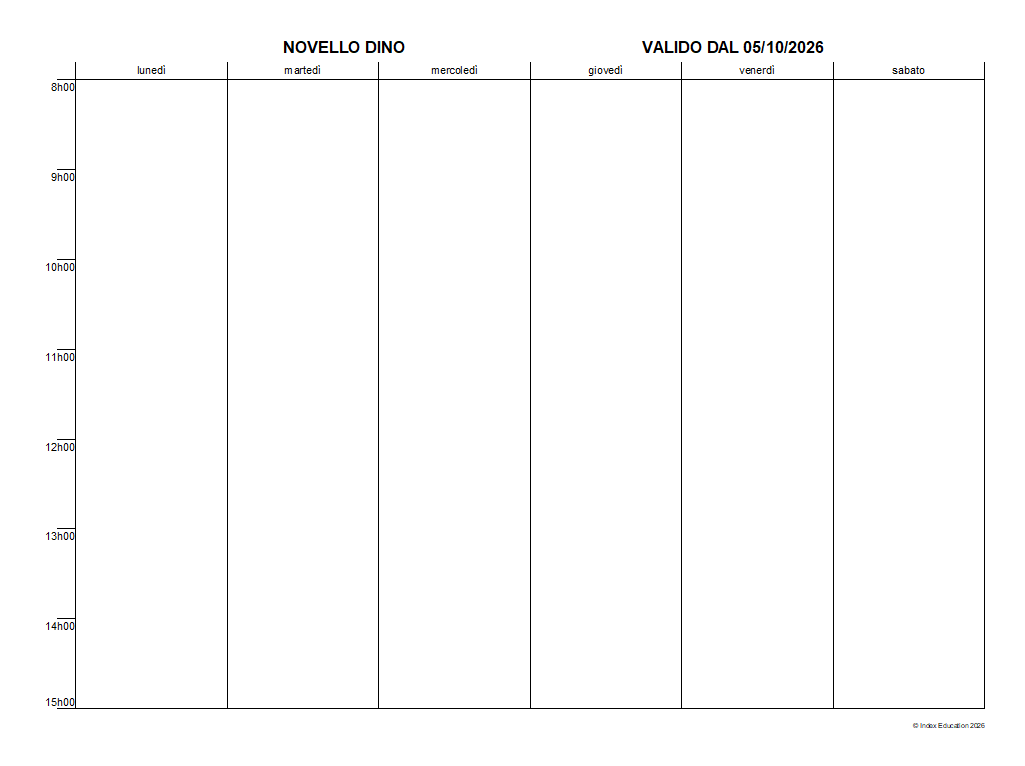 NOVELLO DINO VALIDO DAL 05/10/2026
lunedì martedì mercoledì giovedì venerdì sabato
8h00
9h00
10h00
11h00
12h00
13h00
14h00
15h00
© Index Education 2026